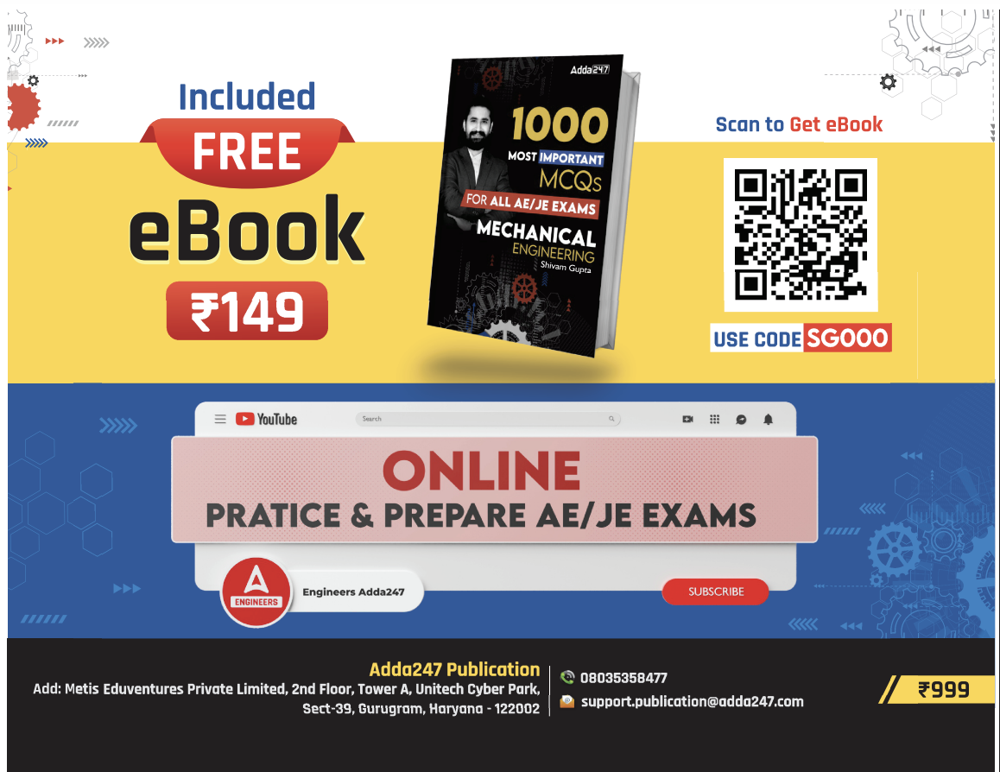 Included
FREE
eBook
₹149
Adda247
1000
MOST IMPORTANT
MCQs
FOR ALL AE/JE EXAMS
MECHANICAL
ENGINEERING
Shivam Gupta
Scan to Get eBook
USE CODE SG000
YouTube
Search
ONLINE
PRATICE & PREPARE AE/JE EXAMS
A
ENGINEERS
Engineers Adda247
SUBSCRIBE
Adda247 Publication
Add: Metis Eduventures Private Limited, 2nd Floor, Tower A, Unitech Cyber Park,
Sect-39, Gurugram, Haryana - 122002
08035358477
support.publication@adda247.com
₹999